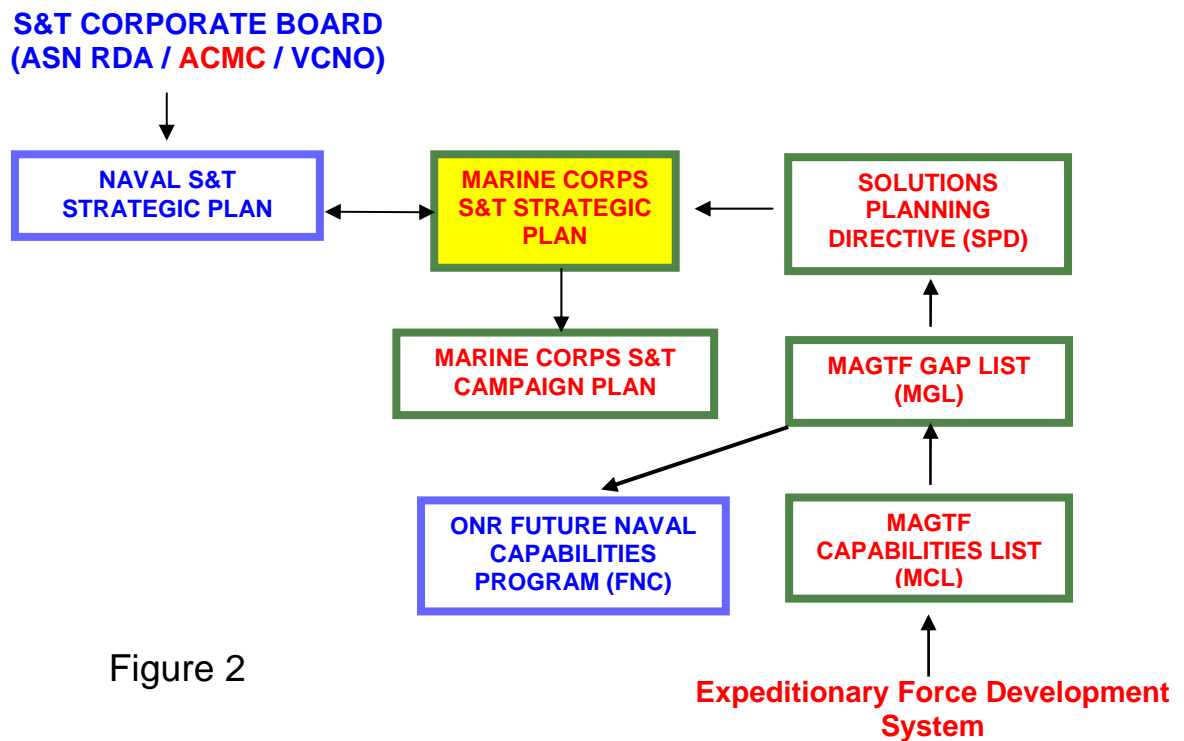 S&T CORPORATE BOARD
(ASN RDA / ACMC / VCNO)
NAVAL S&T
STRATEGIC PLAN
MARINE CORPS
S&T STRATEGIC
PLAN
SOLUTIONS
PLANNING
DIRECTIVE (SPD)
MARINE CORPS S&T
CAMPAIGN PLAN
MAGTF GAP LIST
(MGL)
ONR FUTURE NAVAL
CAPABILITIES
PROGRAM (FNC)
MAGTF
CAPABILITIES LIST
(MCL)
Figure 2
Expeditionary Force Development
System